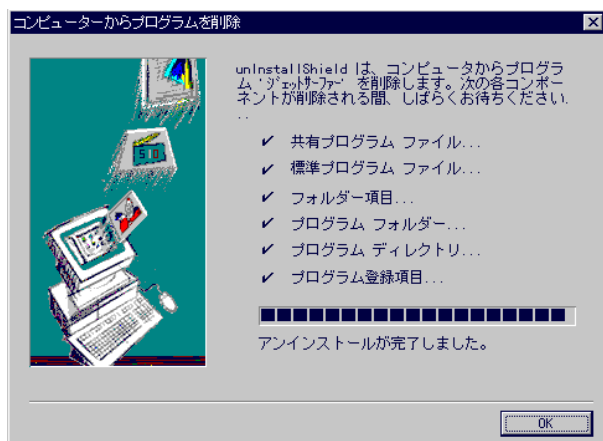 コンピューターからプログラムを削除
unInstallShield は、コンピュータからプログラ
ム 'ｼﾞｪｯﾄｻｰﾌｧｰ' を削除します。次の各コンポー
ネントが削除される間、しばらくお待ちください.
..
✔ 共有プログラム ファイル...
✔ 標準プログラム ファイル...
✔ フォルダー項目...
✔ プログラム フォルダー...
✔ プログラム ディレクトリ...
✔ プログラム登録項目...
アンインストールが完了しました。
OK